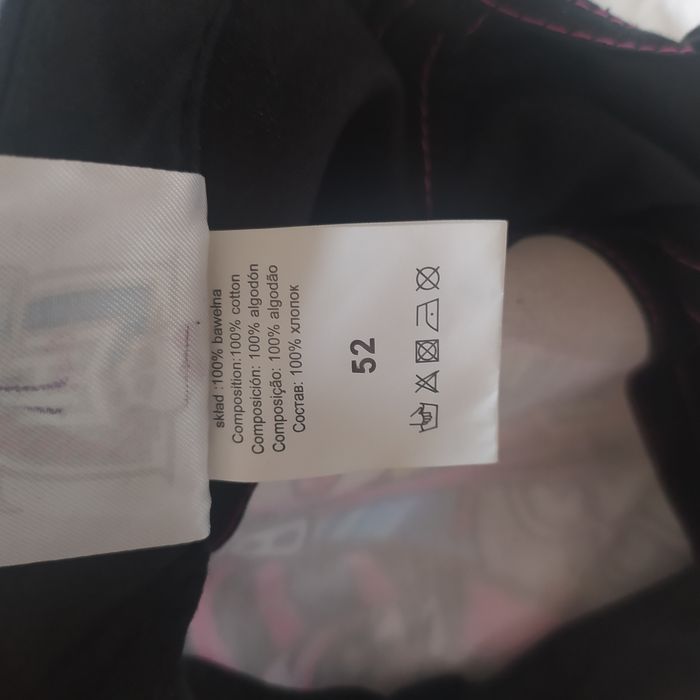 skład :100% bawełna
Composition:100% cotton
Composición: 100% algodón
Composição: 100% algodão
Состав: 100% хлопок
52